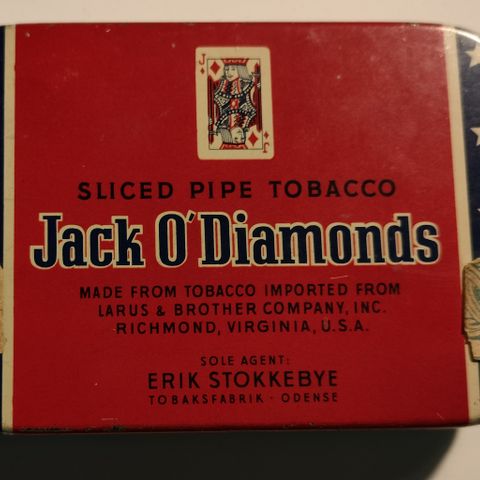 J
J
SLICED PIPE TOBACCO
Jack O'Diamonds
MADE FROM TOBACCO IMPORTED FROM
LARUS & BROTHER COMPANY, INC.
RICHMOND, VIRGINIA, U.S.A.
SOLE AGENT:
ERIK STOKKEBYE
TOBAKSFABRIK - ODENSE